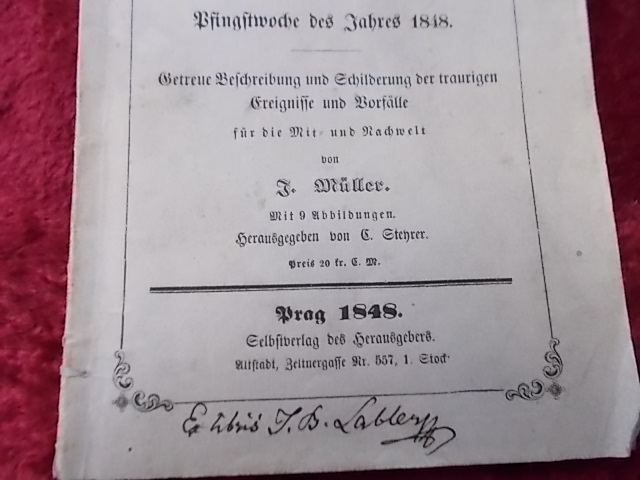 Pfingstwoche des Jahres 1848.
Getreue Beschreibung und Schilderung der traurigen
Ereignisse und Vorfälle
für die Mit- und Nachwelt
von
J. Müller.
Mit 9 Abbildungen.
Herausgegeben von C. Steyrer.
Preis 20 kr. C. M.
Prag 1848.
Selbstverlag des Herausgebers.
Altstadt, Zeltnergasse Nr. 557, 1. Stock
Ex libris J. B.